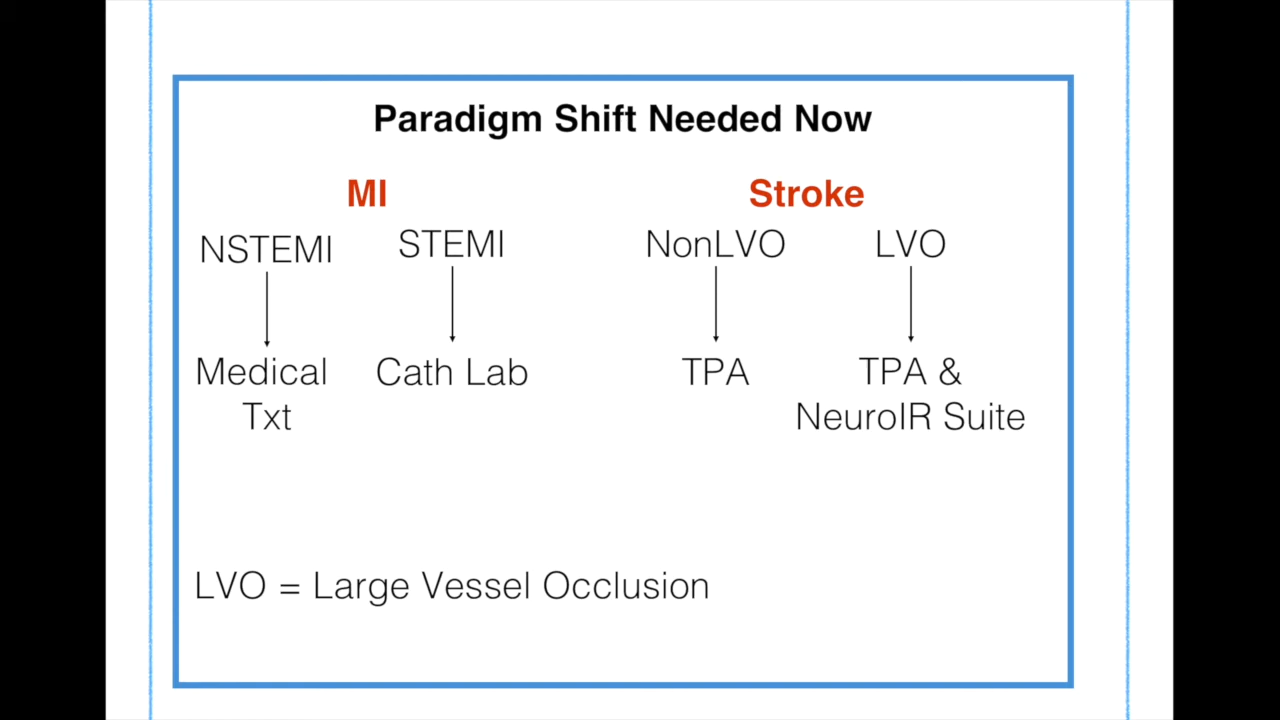 Paradigm Shift Needed Now
MI
NSTEMI
Medical
Txt
STEMI
Cath Lab
Stroke
NonLVO
TPA
LVO
TPA &
NeuroIR Suite
LVO = Large Vessel Occlusion